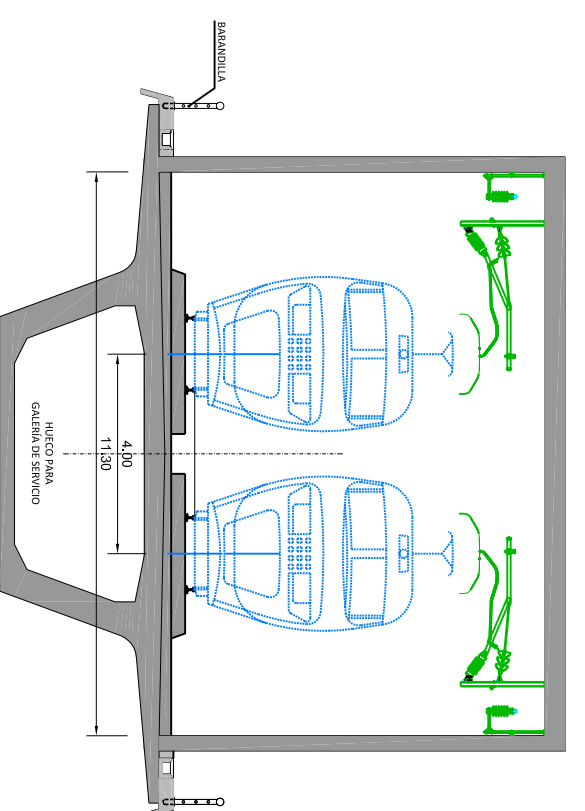 BARANDILLA
4.00
11.30
HUECO PARA
GALERÍA DE SERVICIO